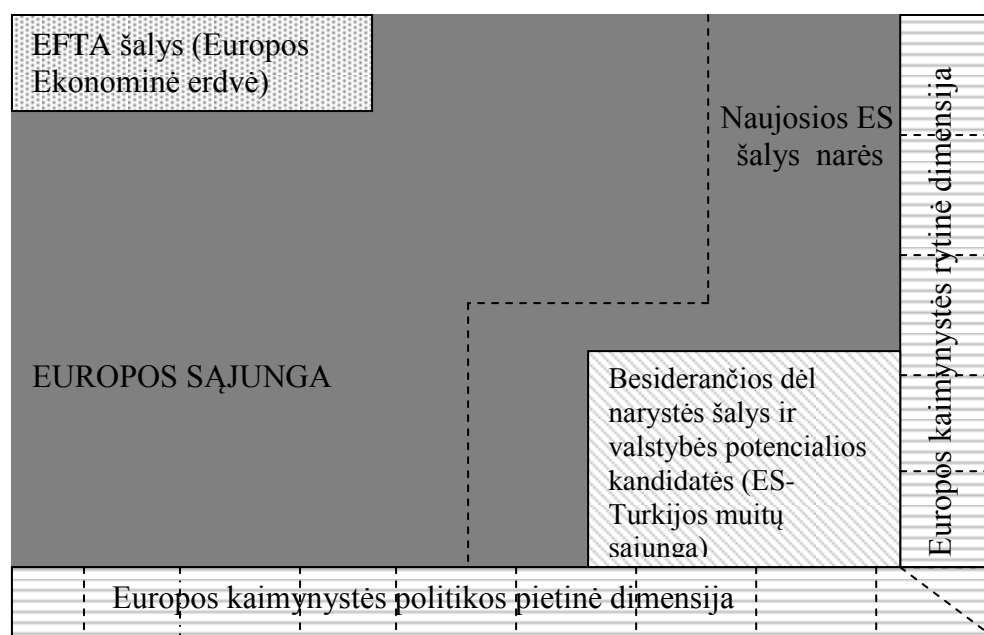 EFTA šalys (Europos
Ekonominė erdvė)
Naujosios ES
šalys narės
EUROPOS SĄJUNGA
Besiderančios dėl
narystės šalys ir
valstybės potencialios
kandidatės (ES-
Turkijos muitų
sąjunga)
Europos kaimynystės rytinė dimensija
Europos kaimynystės politikos pietinė dimensija